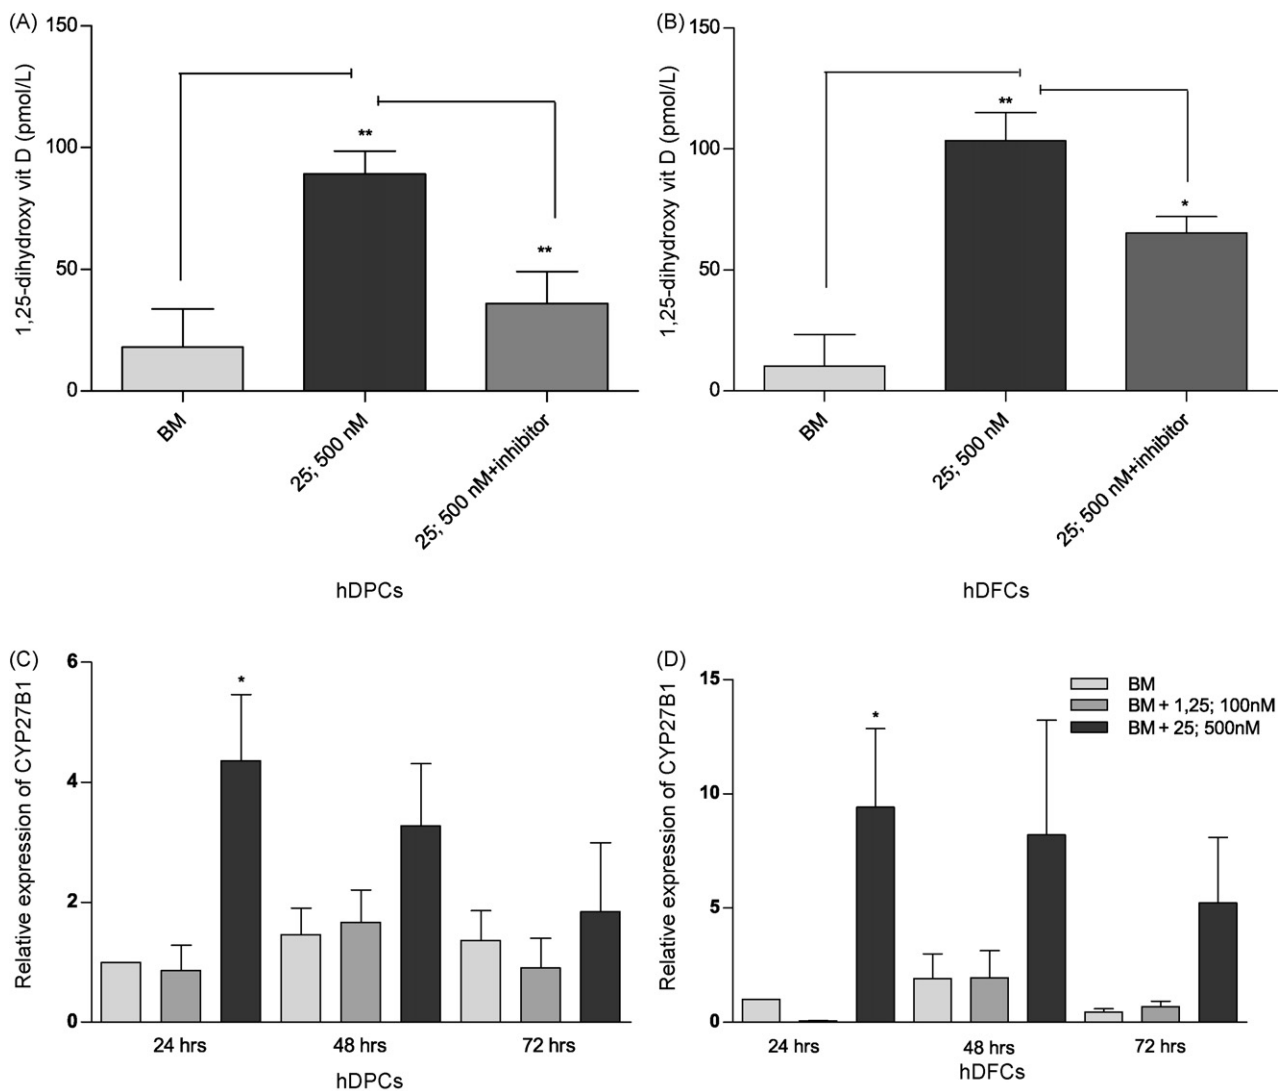 (A)
1,25-dihydroxy vit D (pmol/L)
150
100
50
0
**
**
BM
25; 500 nM
25; 500 nM+inhibitor
hDPCs
(B)
1,25-dihydroxy vit D (pmol/L)
150
100
50
0
**
*
BM
25; 500 nM
25; 500 nM+inhibitor
hDFCs
(C)
Relative expression of CYP27B1
6
4
2
0
*
24 hrs
48 hrs
72 hrs
hDPCs
(D)
Relative expression of CYP27B1
15
10
5
0
*
BM
BM + 1,25; 100nM
BM + 25; 500nM
24 hrs
48 hrs
72 hrs
hDFCs